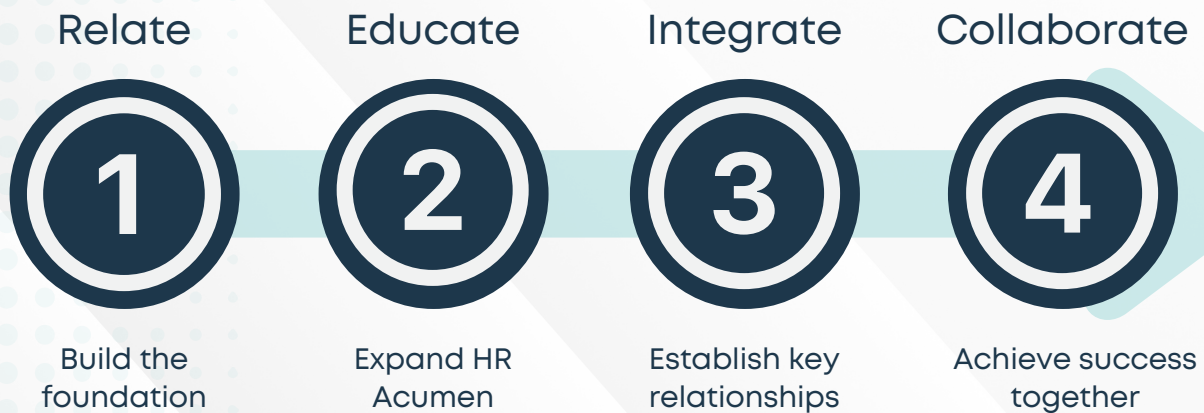 Relate
1
Build the
foundation
Educate
2
Expand HR
Acumen
Integrate
3
Establish key
relationships
Collaborate
4
Achieve success
together